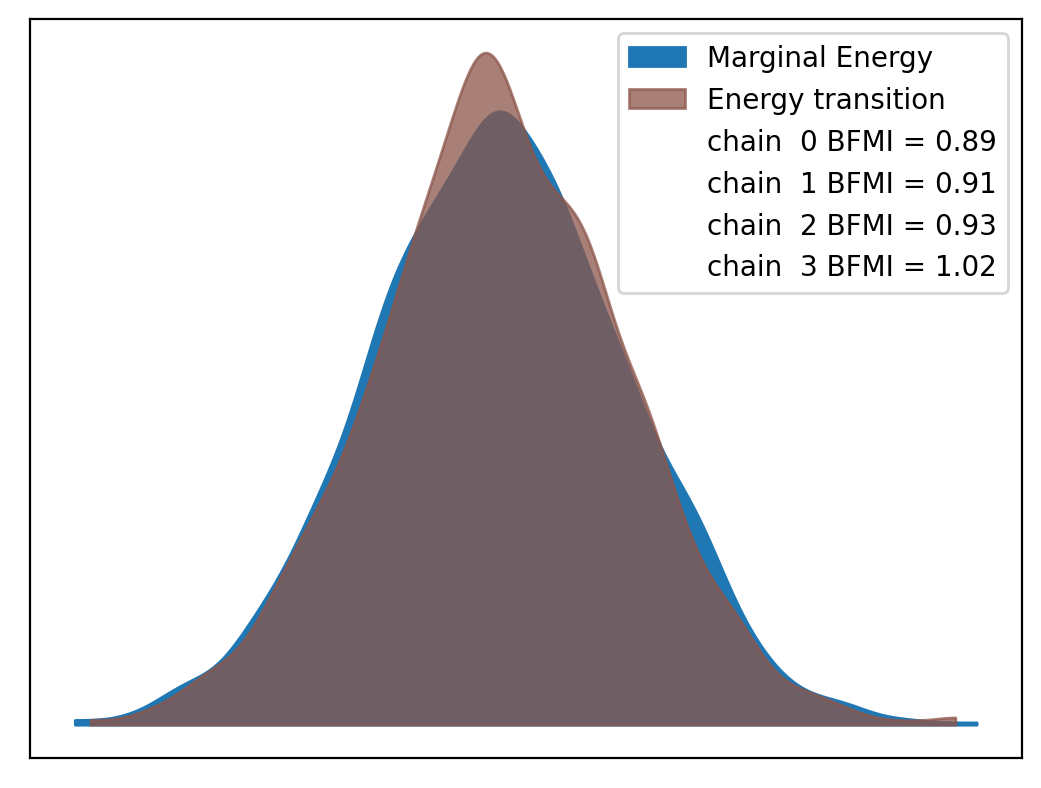 Marginal Energy
Energy transition
chain  0 BFMI = 0.89
chain  1 BFMI = 0.91
chain  2 BFMI = 0.93
chain  3 BFMI = 1.02